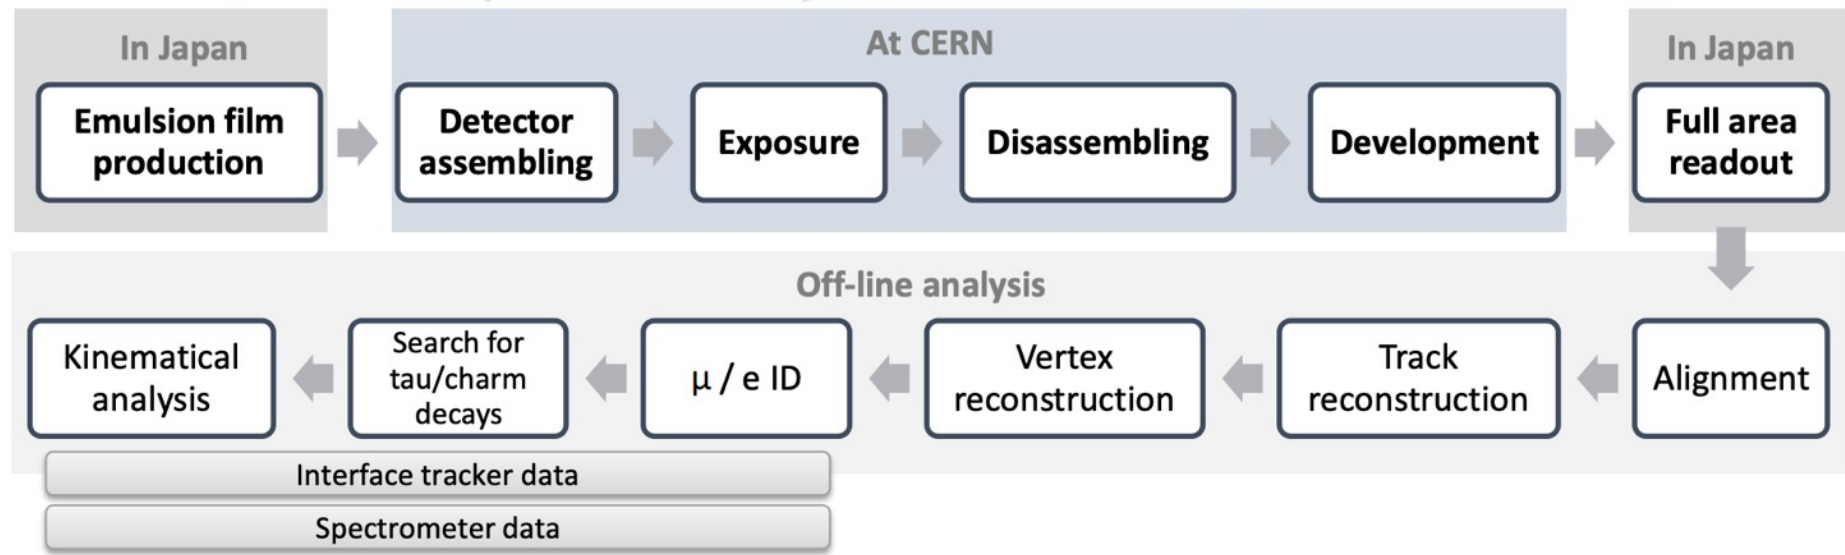 In Japan
At CERN
In Japan
Emulsion film
production
Detector
assembling
Exposure
Disassembling
Development
Full area
readout
Off-line analysis
Kinematical
analysis
Search for
tau/charm
decays
μ / e ID
Vertex
reconstruction
Track
reconstruction
Alignment
Interface tracker data
Spectrometer data